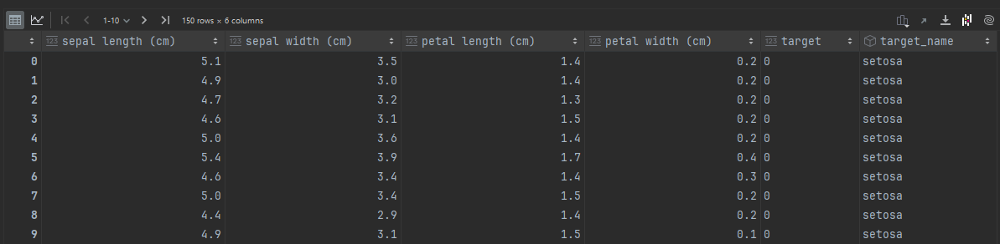 1-10 150 rows × 6 columns
123 sepal length (cm) 123 sepal width (cm) 123 petal length (cm) 123 petal width (cm) 123 target target_name
0 5.1 3.5 1.4 0.2 0 setosa
1 4.9 3.0 1.4 0.2 0 setosa
2 4.7 3.2 1.3 0.2 0 setosa
3 4.6 3.1 1.5 0.2 0 setosa
4 5.0 3.6 1.4 0.2 0 setosa
5 5.4 3.9 1.7 0.4 0 setosa
6 4.6 3.4 1.4 0.3 0 setosa
7 5.0 3.4 1.5 0.2 0 setosa
8 4.4 2.9 1.4 0.2 0 setosa
9 4.9 3.1 1.5 0.1 0 setosa